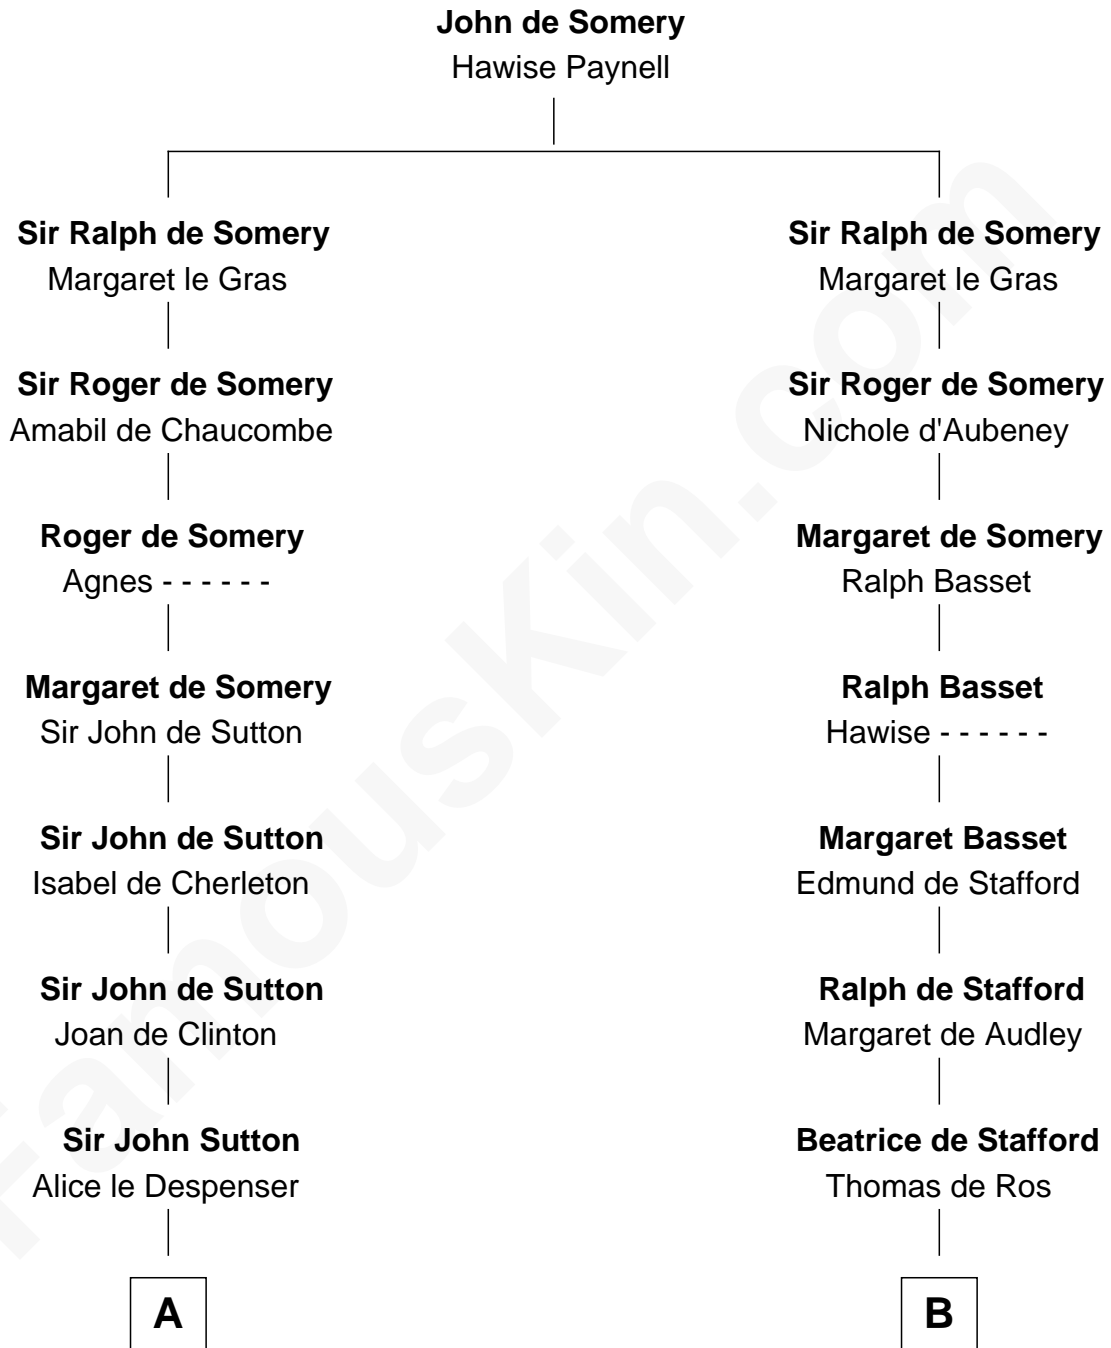 John de Somery
Hawise Paynell
Sir Ralph de Somery
Margaret le Gras
Sir Roger de Somery
Amabil de Chaucombe
Roger de Somery
Agnes - - - - - -
Margaret de Somery
Sir John de Sutton
Sir John de Sutton
Isabel de Cherleton
Sir John de Sutton
Joan de Clinton
Sir John Sutton
Alice le Despenser
A
Sir Ralph de Somery
Margaret le Gras
Sir Roger de Somery
Nichole d'Aubeney
Margaret de Somery
Ralph Basset
Ralph Basset
Hawise - - - - - -
Margaret Basset
Edmund de Stafford
Ralph de Stafford
Margaret de Audley
Beatrice de Stafford
Thomas de Ros
B
FamousKin.com